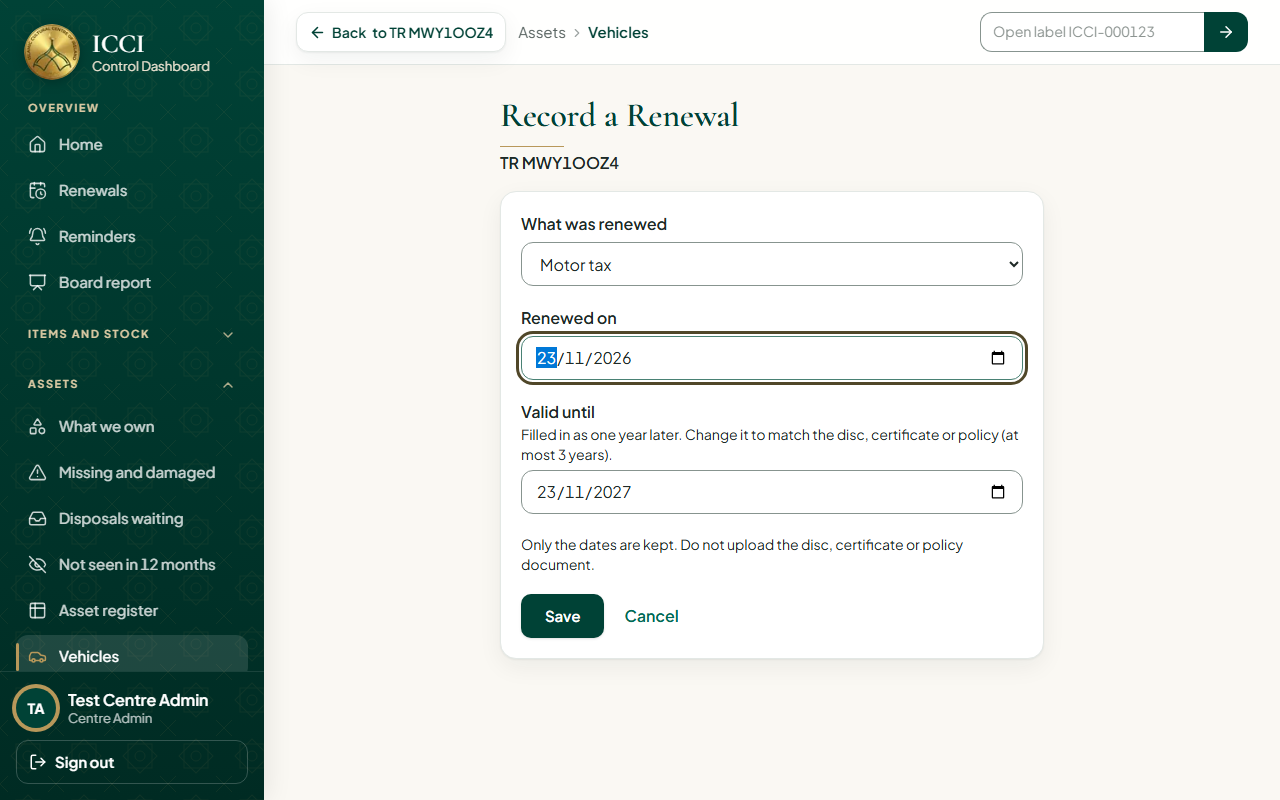 ICCI
Control Dashboard
OVERVIEW
Home
Renewals
Reminders
Board report
ITEMS AND STOCK
ASSETS
What we own
Missing and damaged
Disposals waiting
Not seen in 12 months
Asset register
Vehicles
TA
Test Centre Admin
Centre Admin
Sign out
Back to TR MWY1OOZ4
Assets
Vehicles
Open label ICCI-000123
Record a Renewal
TR MWY1OOZ4
What was renewed
Motor tax
Renewed on
23/11/2026
Valid until
Filled in as one year later. Change it to match the disc, certificate or policy (at
most 3 years).
23/11/2027
Only the dates are kept. Do not upload the disc, certificate or policy
document.
Save
Cancel